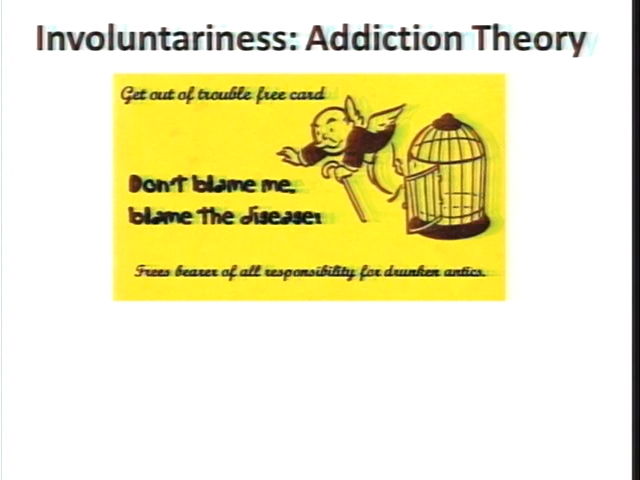 Involuntariness: Addiction Theory
Get out of trouble free card
Don't blame me,
blame the disease!
Frees bearer of all responsibility for drunken antics.